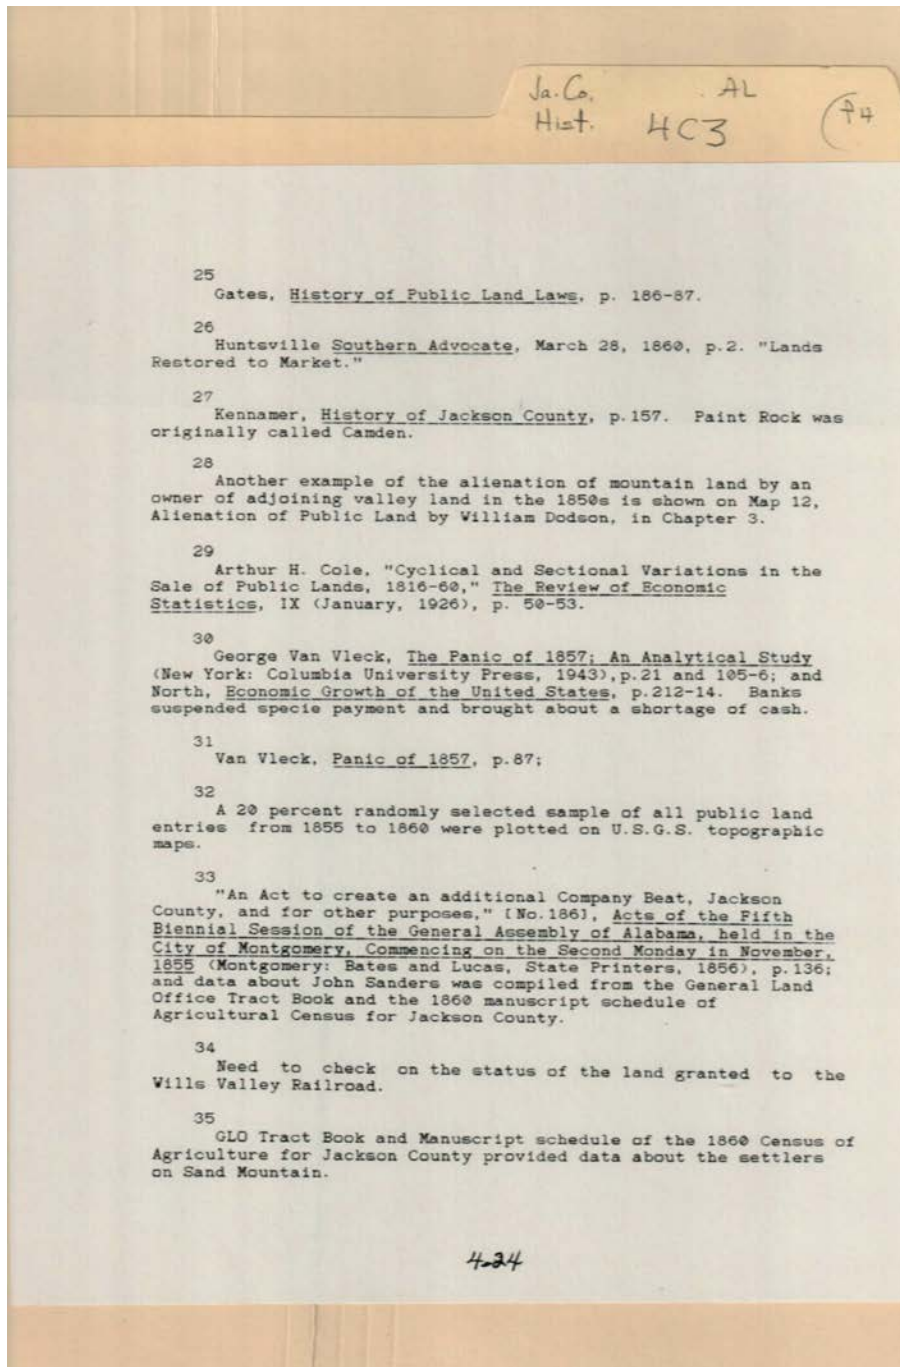 Ja. Co. AL
Hist. 4C3
25
Gates, History of Public Land Laws, p. 186-87.
26
Huntsville Southern Advocate, March 28, 1860, p.2. "Lands
Restored to Market."
27
Kennamer, History of Jackson County, p.157. Paint Rock was
originally called Camden.
28
Another example of the alienation of mountain land by an
owner of adjoining valley land in the 1850s is shown on Map 12,
Alienation of Public Land by William Dodson, in Chapter 3.
29
Arthur H. Cole, "Cyclical and Sectional Variations in the
Sale of Public Lands, 1816-60," The Review of Economic
Statistics, IX (January, 1926), p. 50-53.
30
George Van Vleck, The Panic of 1857; An Analytical Study
(New York: Columbia University Press, 1943),p.21 and 105-6; and
North, Economic Growth of the United States, p.212-14. Banks
suspended specie payment and brought about a shortage of cash.
31
Van Vleck, Panic of 1857, p.87;
32
A 20 percent randomly selected sample of all public land
entries from 1855 to 1860 were plotted on U.S.G.S. topographic
maps.
33
"An Act to create an additional Company Beat, Jackson
County, and for other purposes," [No.186], Acts of the Fifth
Biennial Session of the General Assembly of Alabama, held in the
City of Montgomery, Commencing on the Second Monday in November,
1855 (Montgomery: Bates and Lucas, State Printers, 1856), p.136;
and data about John Sanders was compiled from the General Land
Office Tract Book and the 1860 manuscript schedule of
Agricultural Census for Jackson County.
34
Need to check on the status of the land granted to the
Wills Valley Railroad.
35
GLO Tract Book and Manuscript schedule of the 1860 Census of
Agriculture for Jackson County provided data about the settlers
on Sand Mountain.
4-24